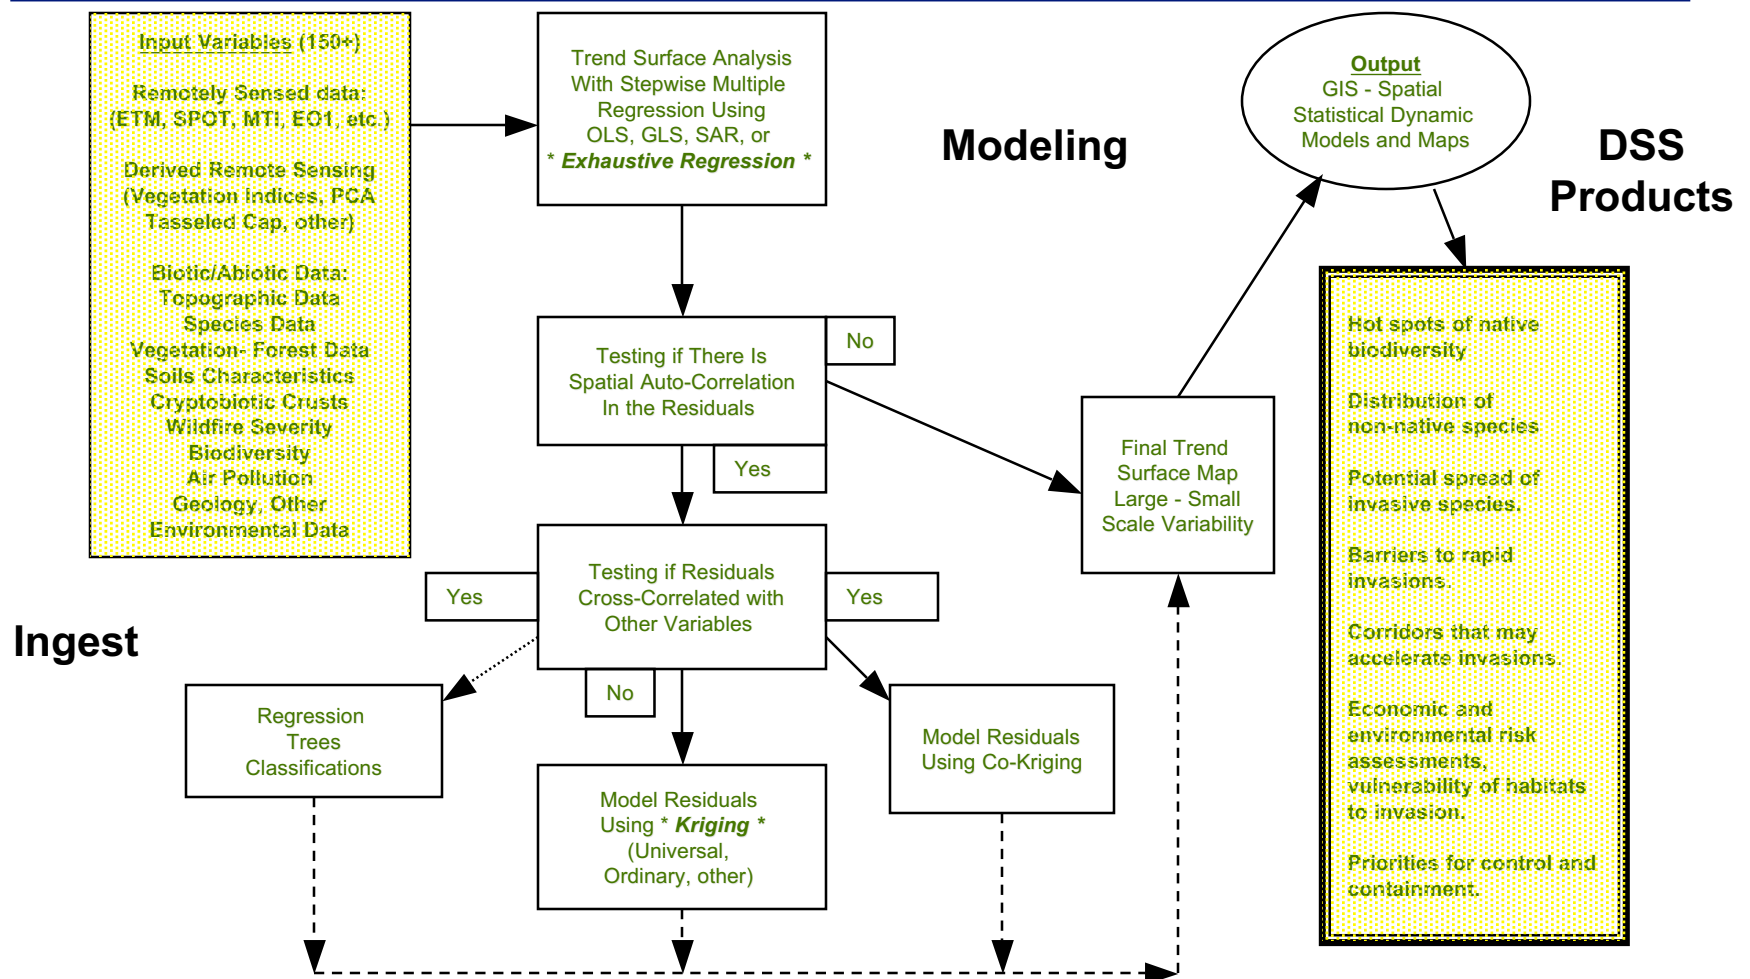 Input Variables (150+)
Remotely Sensed data:
(ETM, SPOT, MTI, EO1, etc.)
Derived Remote Sensing
(Vegetation Indices, PCA
Tasseled Cap, other)
Biotic/Abiotic Data:
Topographic Data
Species Data
Vegetation- Forest Data
Soils Characteristics
Cryptobiotic Crusts
Wildfire Severity
Biodiversity
Air Pollution
Geology, Other
Environmental Data
Ingest
Trend Surface Analysis
With Stepwise Multiple
Regression Using
OLS, GLS, SAR, or
* Exhaustive Regression *
Testing if There Is
Spatial Auto-Correlation
In the Residuals
No
Yes
Testing if Residuals
Cross-Correlated with
Other Variables
Yes
Yes
No
Regression
Trees
Classifications
Model Residuals
Using * Kriging *
(Universal,
Ordinary, other)
Model Residuals
Using Co-Kriging
Modeling
Final Trend
Surface Map
Large - Small
Scale Variability
Output
GIS - Spatial
Statistical Dynamic
Models and Maps
DSS
Products
Hot spots of native
biodiversity
Distribution of
non-native species
Potential spread of
invasive species.
Barriers to rapid
invasions.
Corridors that may
accelerate invasions.
Economic and
environmental risk
assessments,
vulnerability of habitats
to invasion.
Priorities for control and
containment.